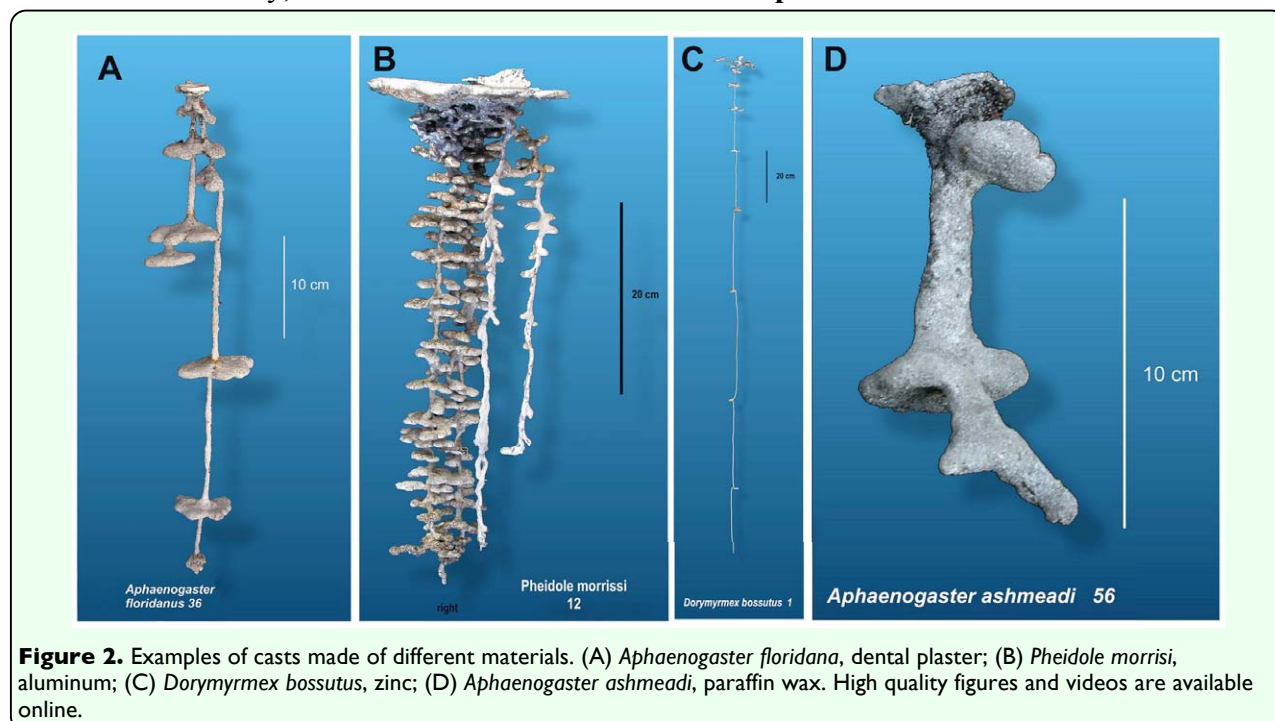 A
B
C
D
10 cm
20 cm
20 cm
10 cm
Aphaenogaster
floridanus 36
right
Pheidole morrissi
12
Dorymyrmex bossutus 1
Aphaenogaster ashmeadi 56
Figure 2. Examples of casts made of different materials. (A) Aphaenogaster floridana, dental plaster; (B) Pheidole morrisi,
aluminum; (C) Dorymyrmex bossutus, zinc; (D) Aphaenogaster ashmeadi, paraffin wax. High quality figures and videos are available
online.